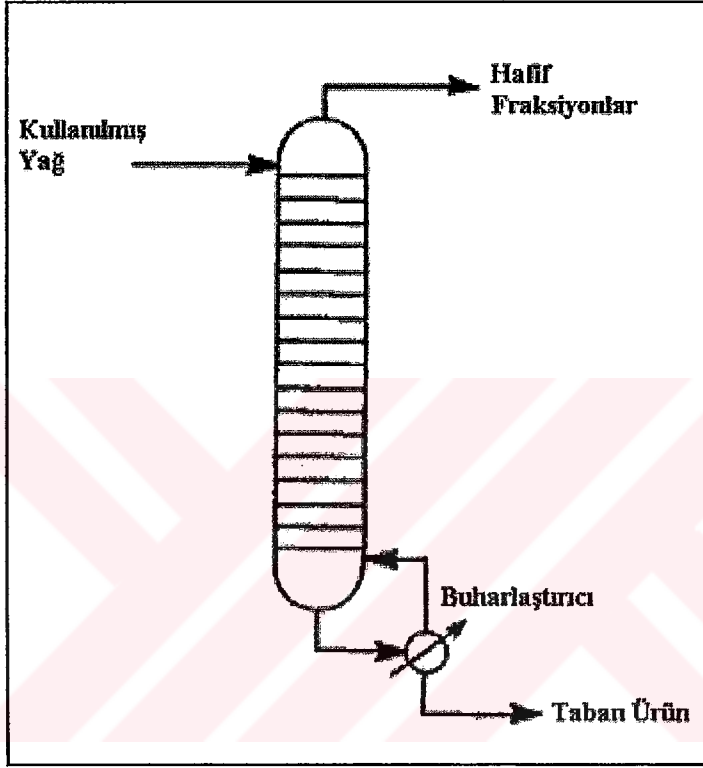 Hafif
Fraksiyonlar
Kullanılmış
Yağ
Buharlaştırıcı
Taban Ürün